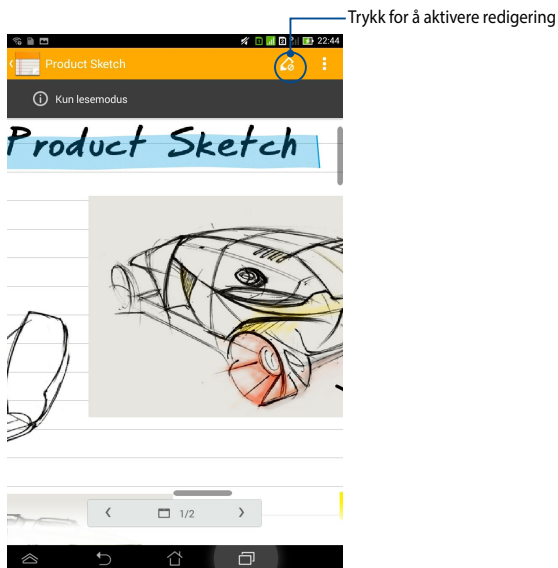 Trykk for å aktivere redigering
22:44
Product Sketch
Kun lesemodus
Product Sketch
1/2